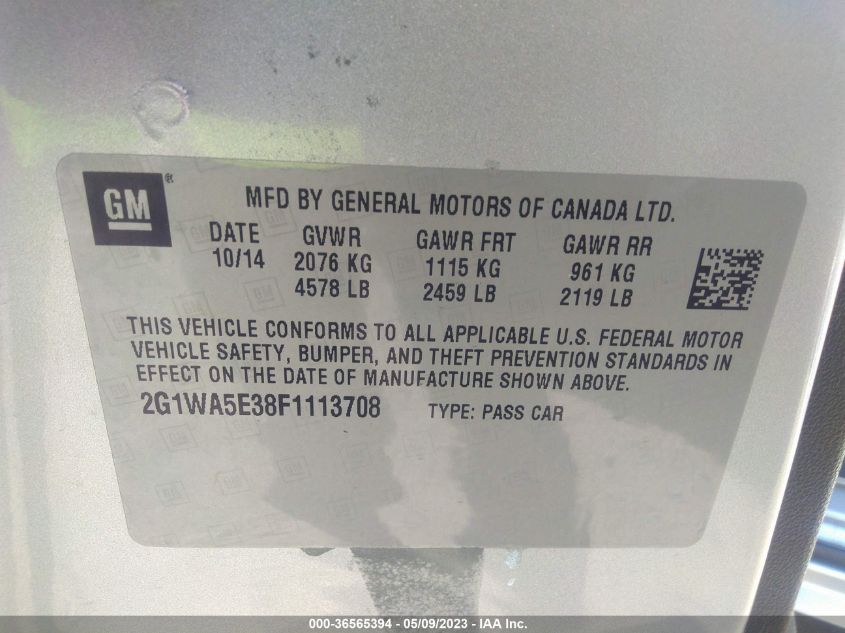 GM®
MFD BY GENERAL MOTORS OF CANADA LTD.
DATE GVWR GAWR FRT GAWR RR
10/14 2076 KG 1115 KG 961 KG
4578 LB 2459 LB 2119 LB
THIS VEHICLE CONFORMS TO ALL APPLICABLE U.S. FEDERAL MOTOR
VEHICLE SAFETY, BUMPER, AND THEFT PREVENTION STANDARDS IN
EFFECT ON THE DATE OF MANUFACTURE SHOWN ABOVE.
2G1WA5E38F1113708 TYPE: PASS CAR
000-36565394 - 05/09/2023 - IAA Inc.